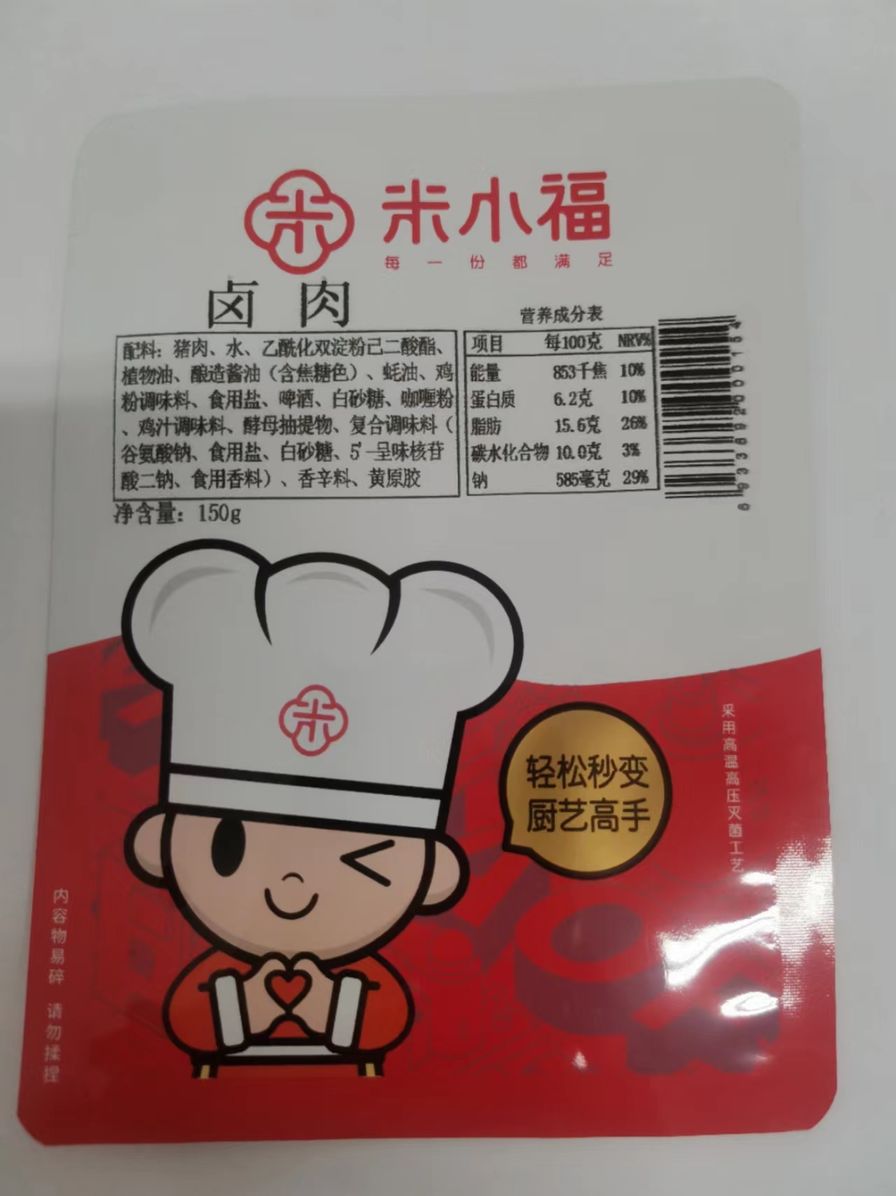 米 米小福
每一份都满足
卤肉
配料：猪肉、水、乙酰化双淀粉己二酸酯、
植物油、酿造酱油（含焦糖色）、蚝油、鸡
粉调味料、食用盐、啤酒、白砂糖、咖喱粉
、鸡汁调味料、酵母抽提物、复合调味料（
谷氨酸钠、食用盐、白砂糖、5'—呈味核苷
酸二钠、食用香料）、香辛料、黄原胶
净含量：150g
营养成分表
项目 每100克 NRV%
能量 853千焦 10%
蛋白质 6.2克 10%
脂肪 15.6克 26%
碳水化合物 10.0克 3%
钠 585毫克 29%
米
轻松秒变
厨艺高手
采用高温高压灭菌工艺
内容物易碎 请勿揉捏